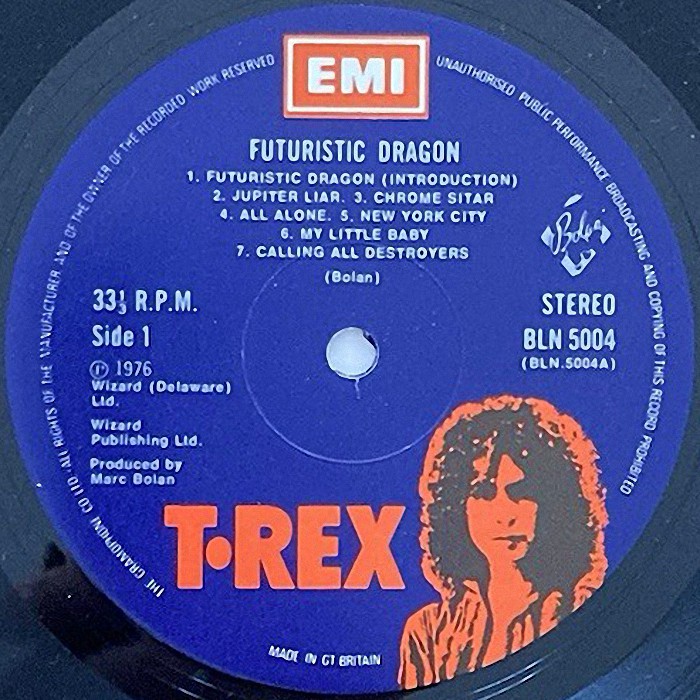 EMI
FUTURISTIC DRAGON
1. FUTURISTIC DRAGON (INTRODUCTION)
2. JUPITER LIAR. 3. CHROME SITAR
4. ALL ALONE. 5. NEW YORK CITY
6. MY LITTLE BABY
7. CALLING ALL DESTROYERS
(Bolan)
Bolan
33⅓ R.P.M.
Side 1
℗ 1976
Wizard (Delaware)
Ltd.
Wizard
Publishing Ltd.
Produced by
Marc Bolan
STEREO
BLN 5004
(BLN.5004A)
T·REX
THE GRAMOPHONE CO LTD · ALL RIGHTS OF THE MANUFACTURER AND OF THE OWNER OF THE RECORDED WORK RESERVED
UNAUTHORISED PUBLIC PERFORMANCE BROADCASTING AND COPYING OF THIS RECORD PROHIBITED
MADE IN GT BRITAIN